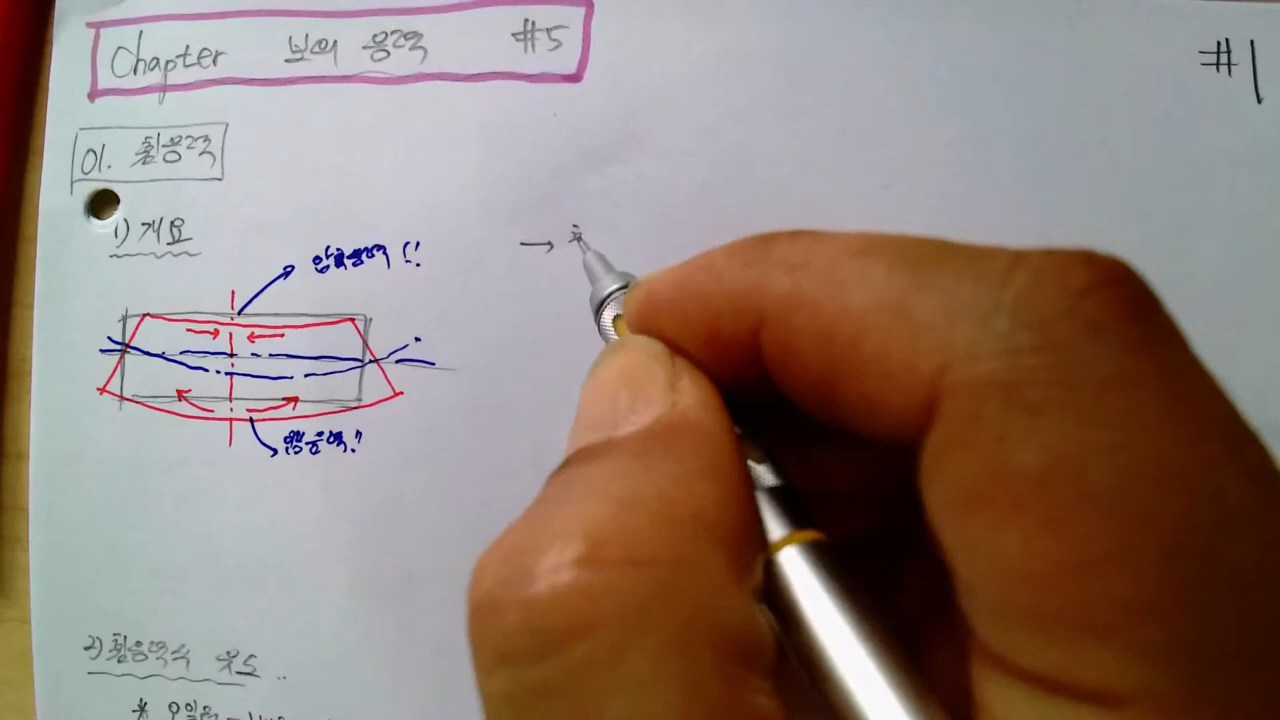 Chapter 보의 응력 #5
#1
01. 휨응력
1) 개요
압축응력!!
인장응력!!
→
2) 휨응력식 유도..
*